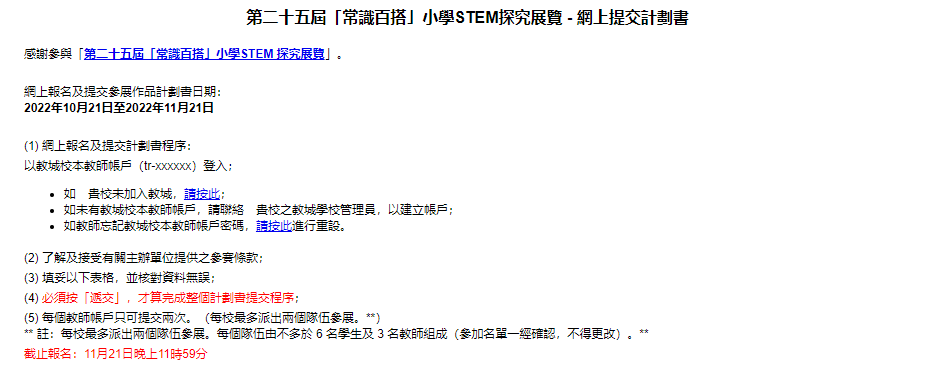 第二十五屆「常識百搭」小學STEM探究展覽 - 網上提交計劃書
感謝參與「第二十五屆「常識百搭」小學STEM 探究展覽」。
網上報名及提交參展作品計劃書日期：
2022年10月21日至2022年11月21日
(1) 網上報名及提交計劃書程序：
以教城校本教師帳戶（tr-xxxxxx）登入；
• 如　貴校未加入教城，請按此；
• 如未有教城校本教師帳戶，請聯絡　貴校之教城學校管理員，以建立帳戶；
• 如教師忘記教城校本教師帳戶密碼，請按此進行重設。
(2) 了解及接受有關主辦單位提供之參賽條款；
(3) 填妥以下表格，並核對資料無誤；
(4) 必須按「遞交」，才算完成整個計劃書提交程序；
(5) 每個教師帳戶只可提交兩次。（每校最多派出兩個隊伍參展。**）
** 註：每校最多派出兩個隊伍參展。每個隊伍由不多於 6 名學生及 3 名教師組成（參加名單一經確認，不得更改）。**
截止報名：11月21日晚上11時59分